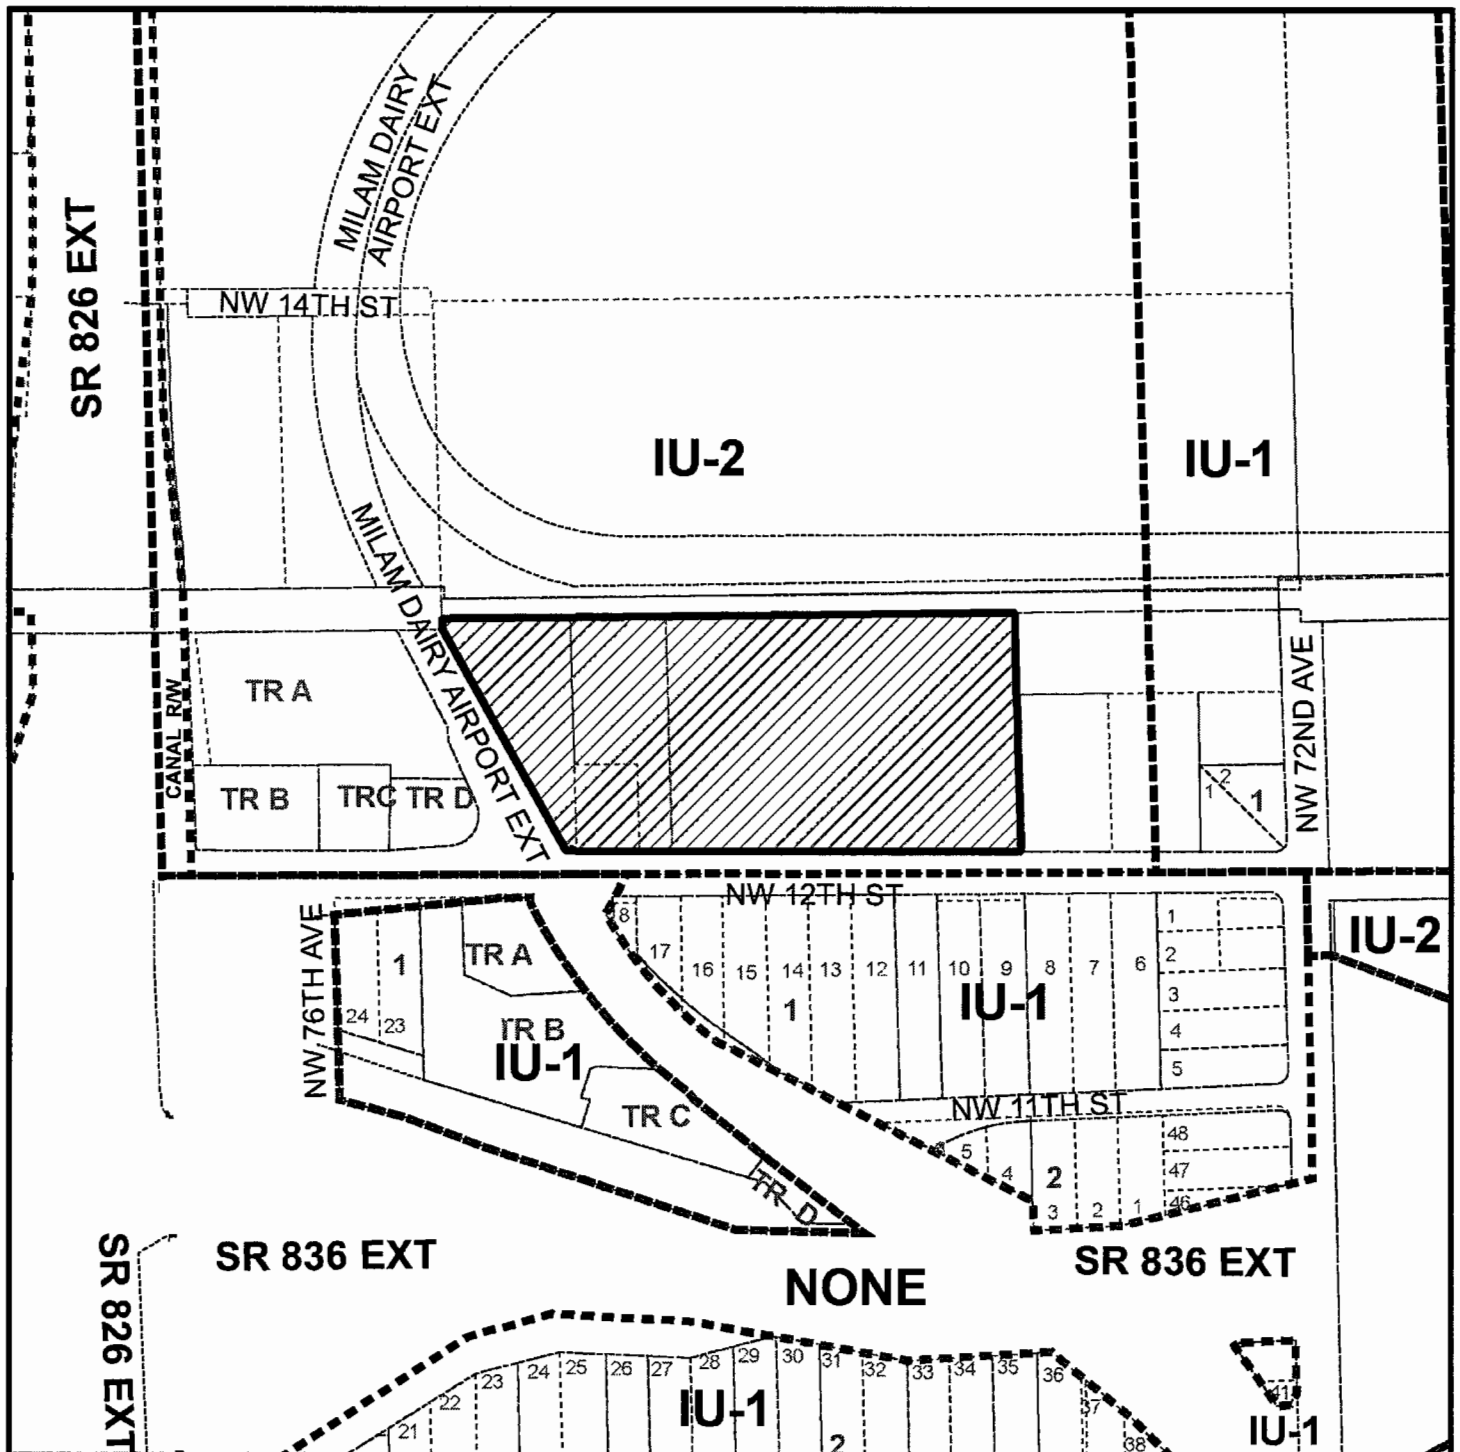 MILAM DAIRY
AIRPORT EXT
SR 826 EXT
NW 14TH ST
IU-2
IU-1
MILAM DAIRY AIRPORT EXT
CANAL R/W
TR A
TR B
TRC
TR D
NW 72ND AVE
2
1
1
NW 12TH ST
NW 76TH AVE
1
TR A
24
23
TR B
IU-1
TR C
TR D
18
17
16
15
14
13
12
11
10
9
8
7
6
1
IU-1
1
2
3
4
5
IU-2
NW 11TH ST
5
4
3
2
2
1
48
47
46
SR 836 EXT
SR 836 EXT
NONE
SR 826 EXT
21
22
23
24
25
26
27
28
29
30
31
32
33
34
35
36
37
38
IU-1
2
41
IU-1